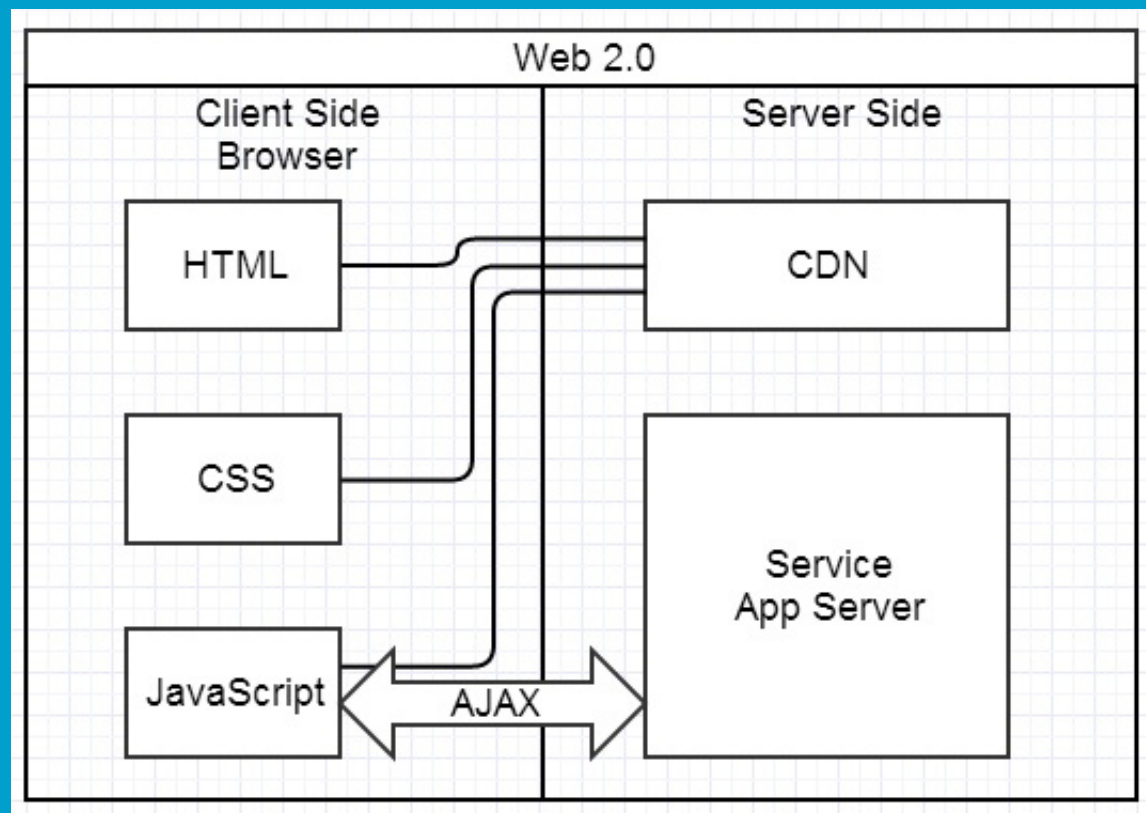 Web 2.0
Client Side
Browser
Server Side
HTML
CDN
CSS
Service
App Server
JavaScript
AJAX